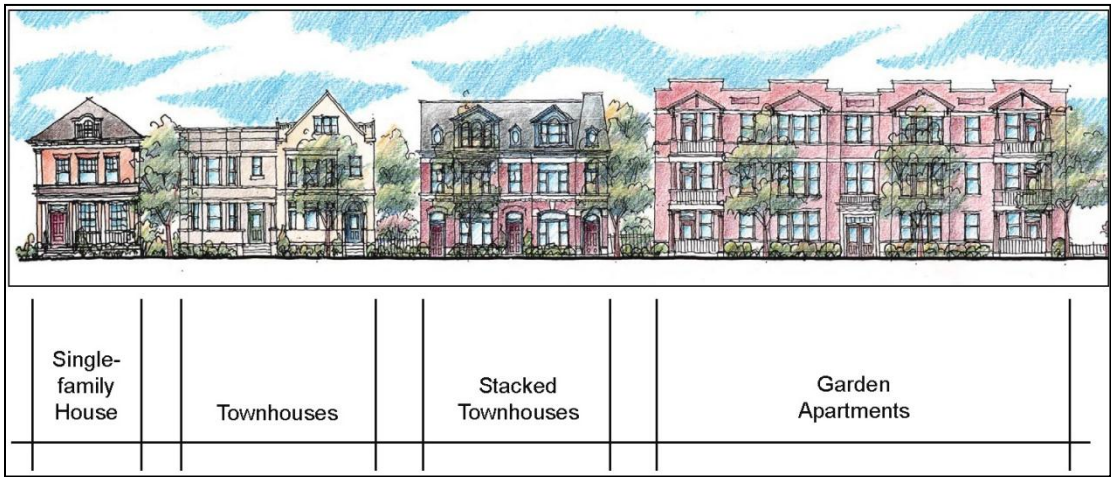 Single-
family
House
Townhouses
Stacked
Townhouses
Garden
Apartments